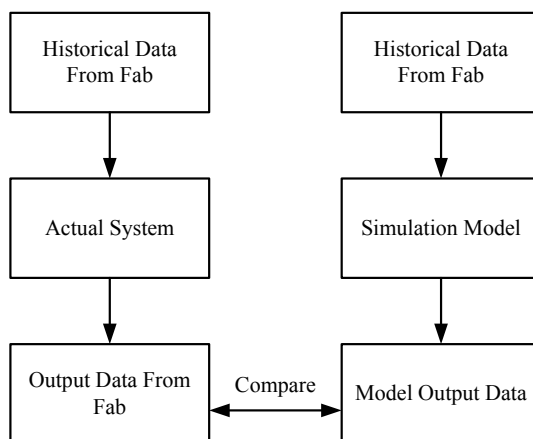 Historical Data
From Fab
Historical Data
From Fab
Actual System
Simulation Model
Output Data From
Fab
Compare
Model Output Data